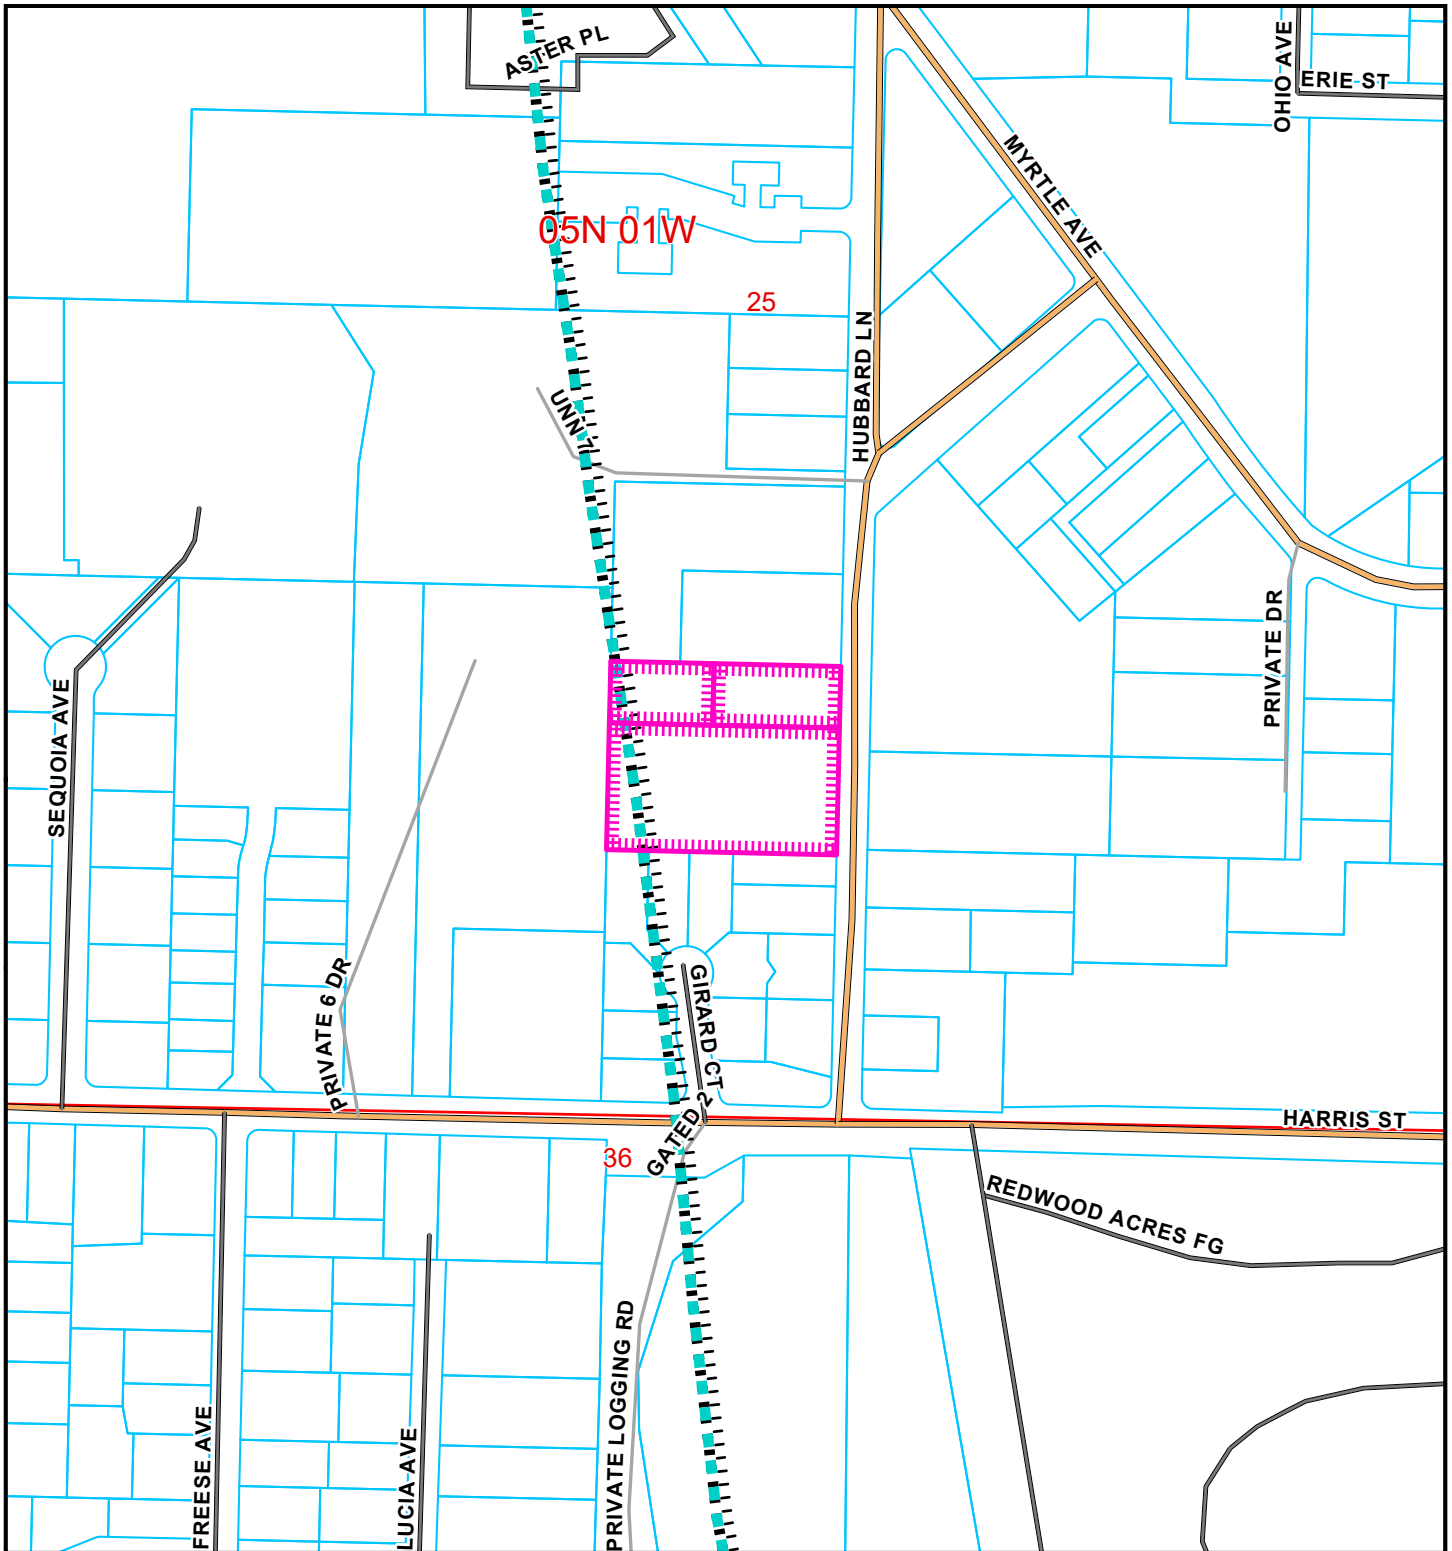 ASTER PL
OHIO AVE
ERIE ST
MYRTLE AVE
05N 01W
25
HUBBARD LN
UNN 7
PRIVATE DR
SEQUOIA AVE
PRIVATE 6 DR
GIRARD CT
GATED 2
HARRIS ST
36
REDWOOD ACRES FG
PRIVATE LOGGING RD
FREESE AVE
LUCIA AVE